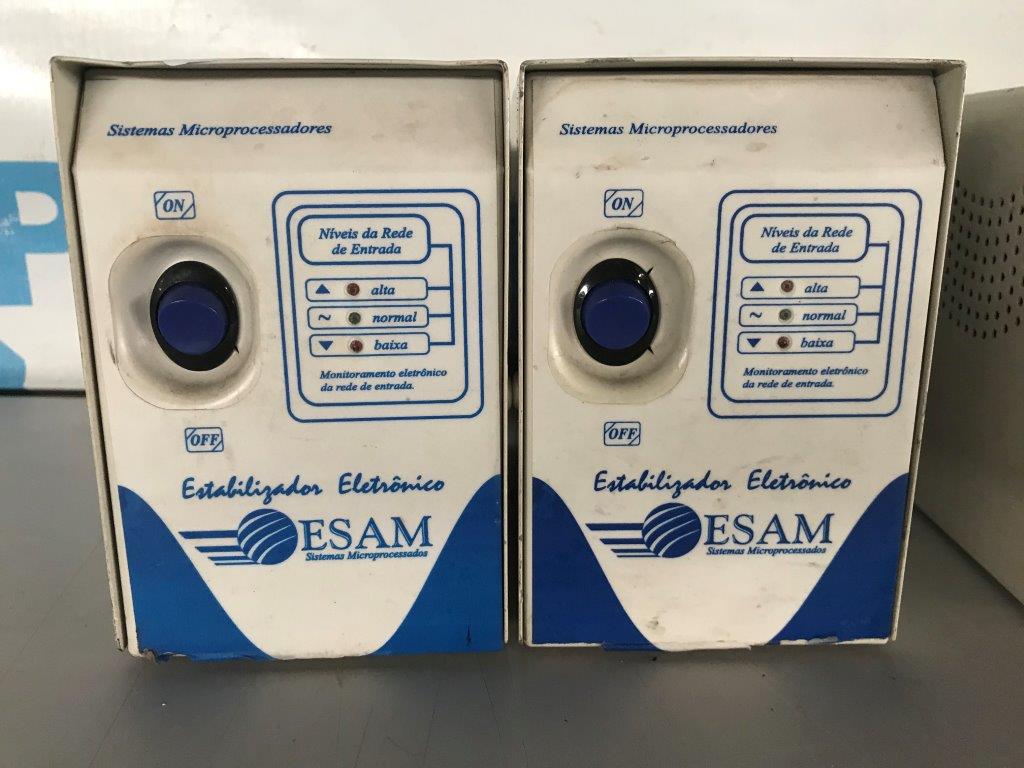 Sistemas Microprocessadores
ON
Níveis da Rede
de Entrada
alta
~ normal
baixa
Monitoramento eletrônico
da rede de entrada.
OFF
Estabilizador Eletrônico
ESAM
Sistemas Microprocessados
Sistemas Microprocessadores
ON
Níveis da Rede
de Entrada
alta
~ normal
baixa
Monitoramento eletrônico
da rede de entrada.
OFF
Estabilizador Eletrônico
ESAM
Sistemas Microprocessados
P